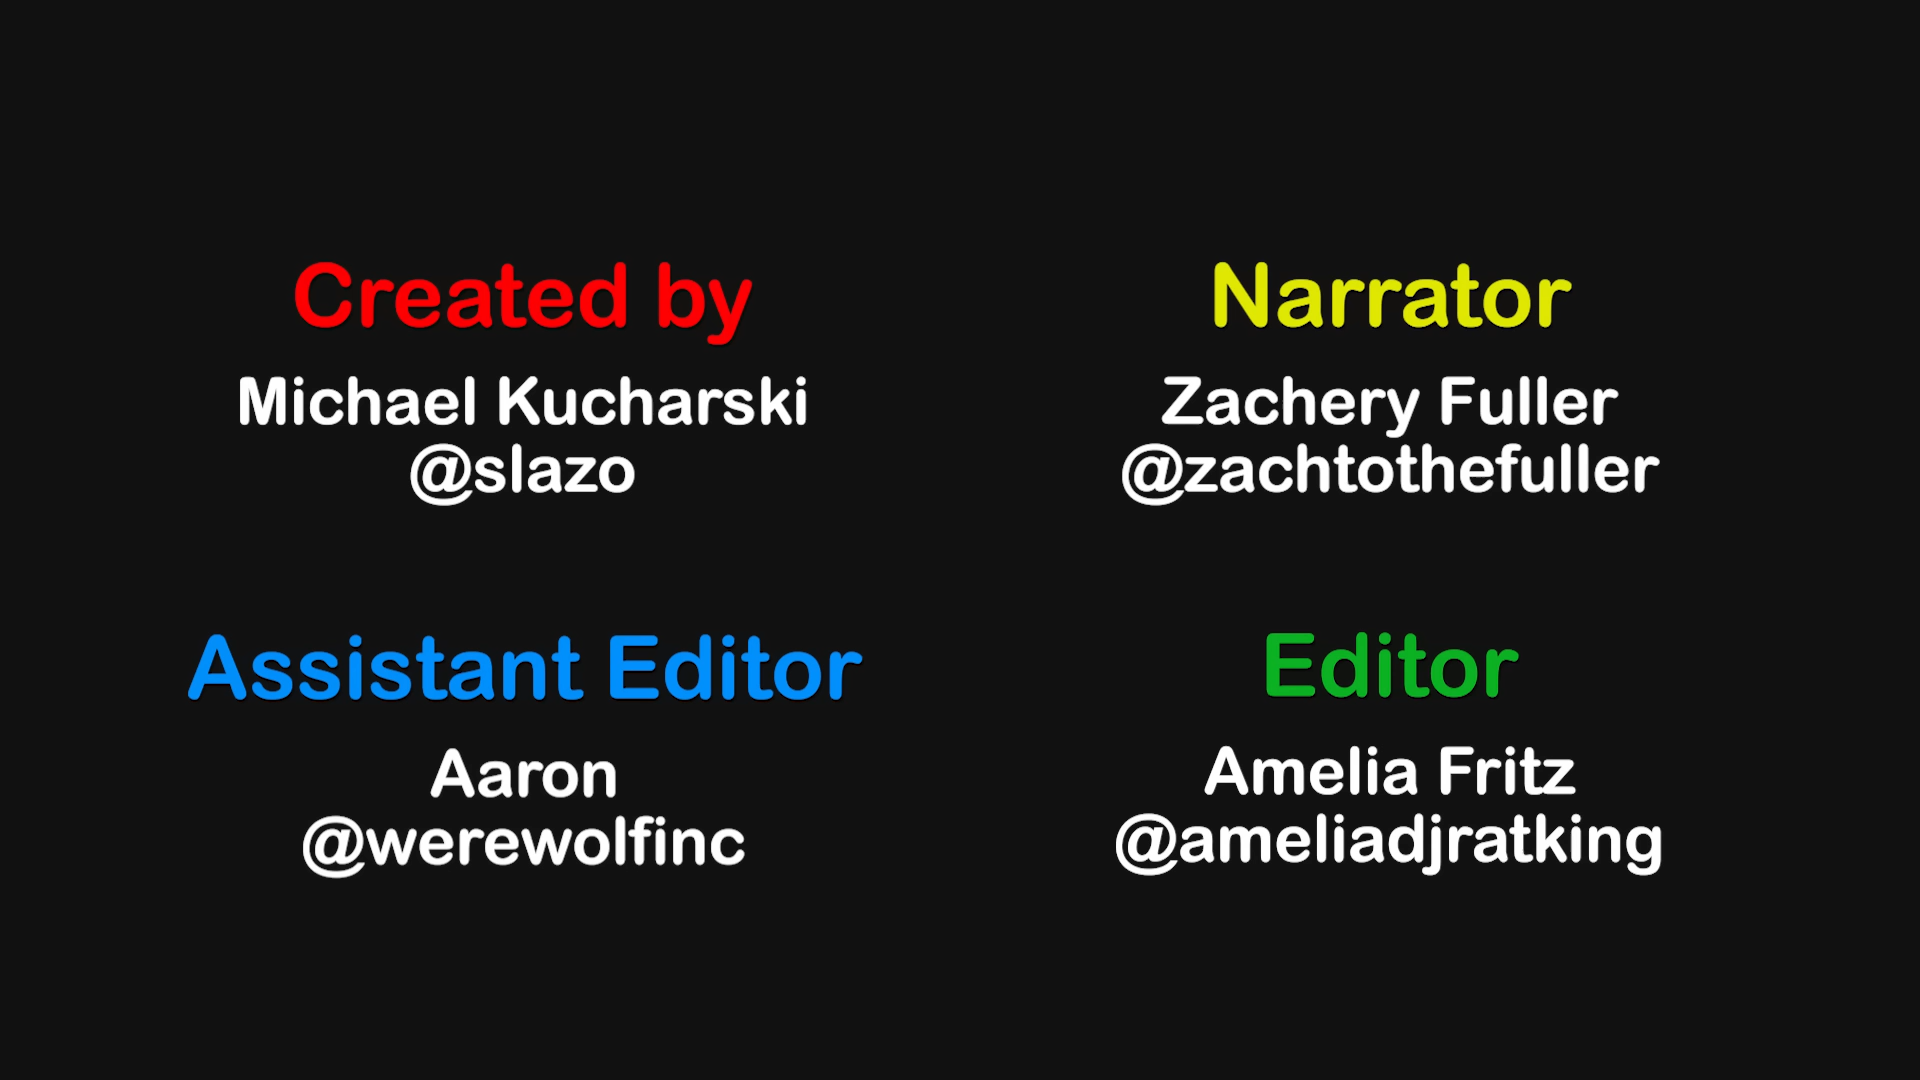 Created by
Michael Kucharski
@slazo
Narrator
Zachery Fuller
@zachtothefuller
Assistant Editor
Aaron
@werewolfinc
Editor
Amelia Fritz
@ameliadjratking